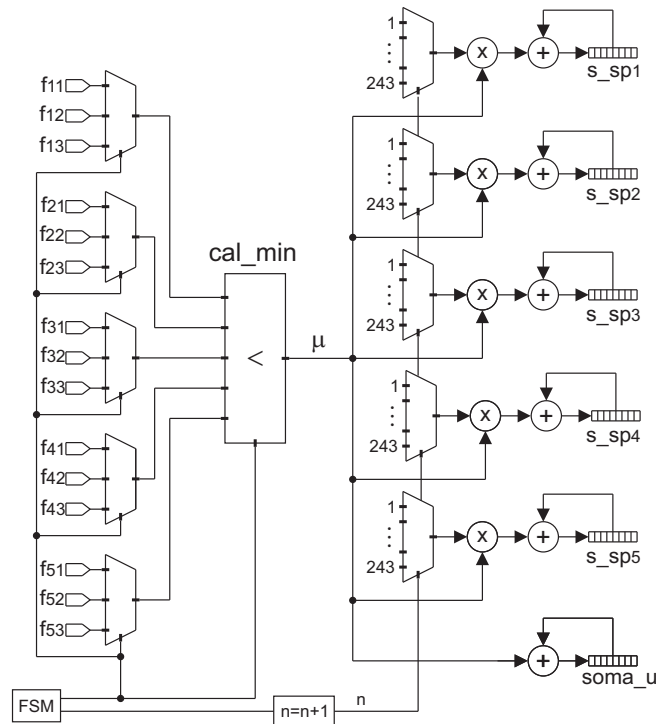 f11
f12
f13
f21
f22
f23
f31
f32
f33
f41
f42
f43
f51
f52
f53
FSM
cal_min
<
μ
n=n+1
n
1
243
x
+
s_sp1
1
243
x
+
s_sp2
1
243
x
+
s_sp3
1
243
x
+
s_sp4
1
243
x
+
s_sp5
+
soma_u